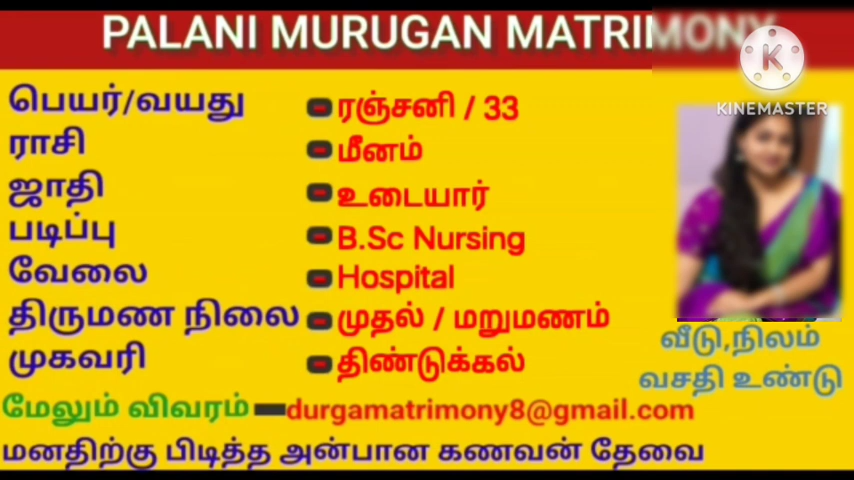 PALANI MURUGAN MATRIMONY
KINEMASTER
பெயர்/வயது - ரஞ்சனி / 33
ராசி - மீனம்
ஜாதி - உடையார்
படிப்பு - B.Sc Nursing
வேலை - Hospital
திருமண நிலை - முதல் / மறுமணம்
முகவரி - திண்டுக்கல்
வீடு,நிலம்
வசதி உண்டு
மேலும் விவரம் - durgamatrimony8@gmail.com
மனதிற்கு பிடித்த அன்பான கணவன் தேவை